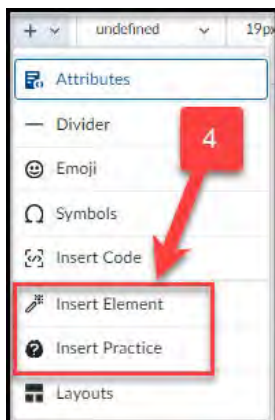 + undefined 19px
Attributes
Divider
4
Emoji
Symbols
Insert Code
Insert Element
Insert Practice
Layouts